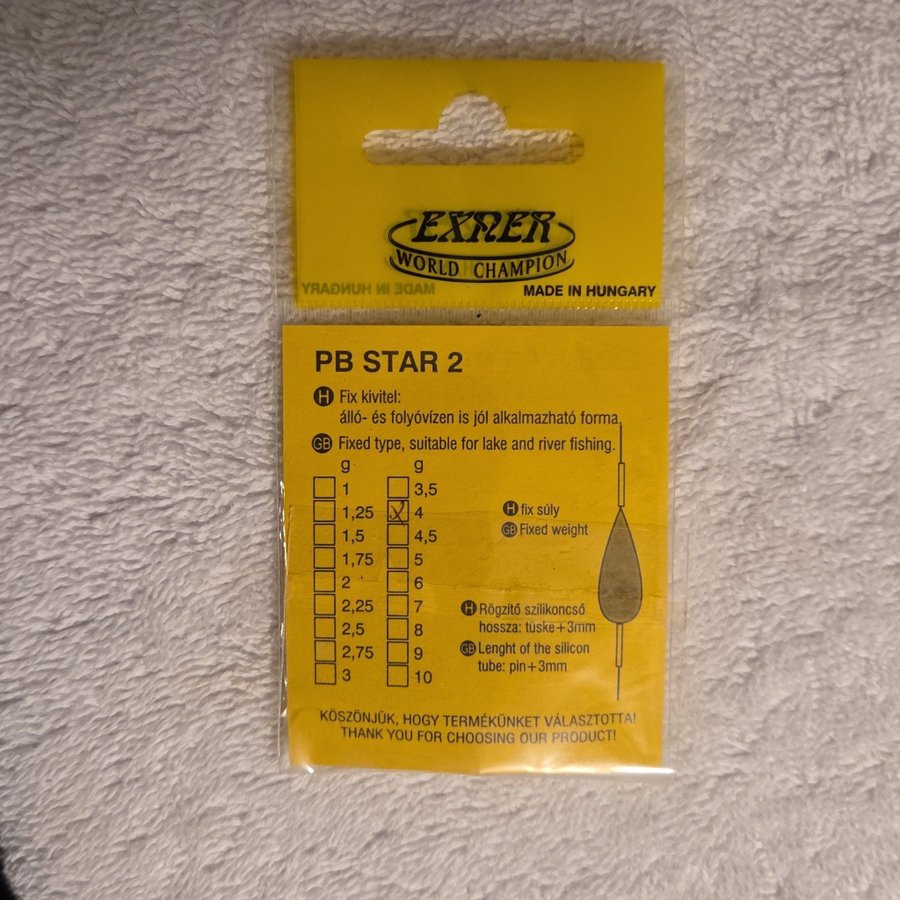 EXNER
WORLD CHAMPION
MADE IN HUNGARY
MADE IN HUNGARY
PB STAR 2
H Fix kivitel:
álló- és folyóvízen is jól alkalmazható forma
GB Fixed type, suitable for lake and river fishing.
g
1
1,25
1,5
1,75
2
2,25
2,5
2,75
3
g
3,5
X 4
4,5
5
6
7
8
9
10
H fix súly
GB Fixed weight
H Rögzítő szilikoncső
hossza: tüske+3mm
GB Lenght of the silicon
tube: pin+3mm
KÖSZÖNJÜK, HOGY TERMÉKÜNKET VÁLASZTOTTA!
THANK YOU FOR CHOOSING OUR PRODUCT!